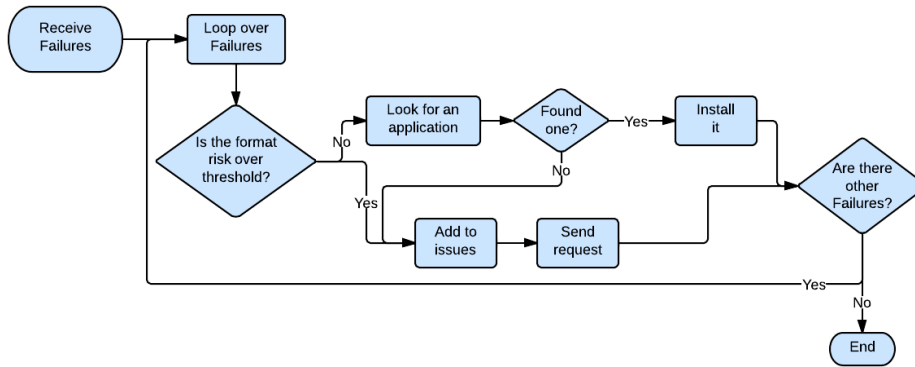 Receive
Failures
Loop over
Failures
Is the format
risk over
threshold?
No
Yes
Look for an
application
Found
one?
Yes
No
Install
it
Add to
issues
Send
request
Are there
other
Failures?
Yes
No
End